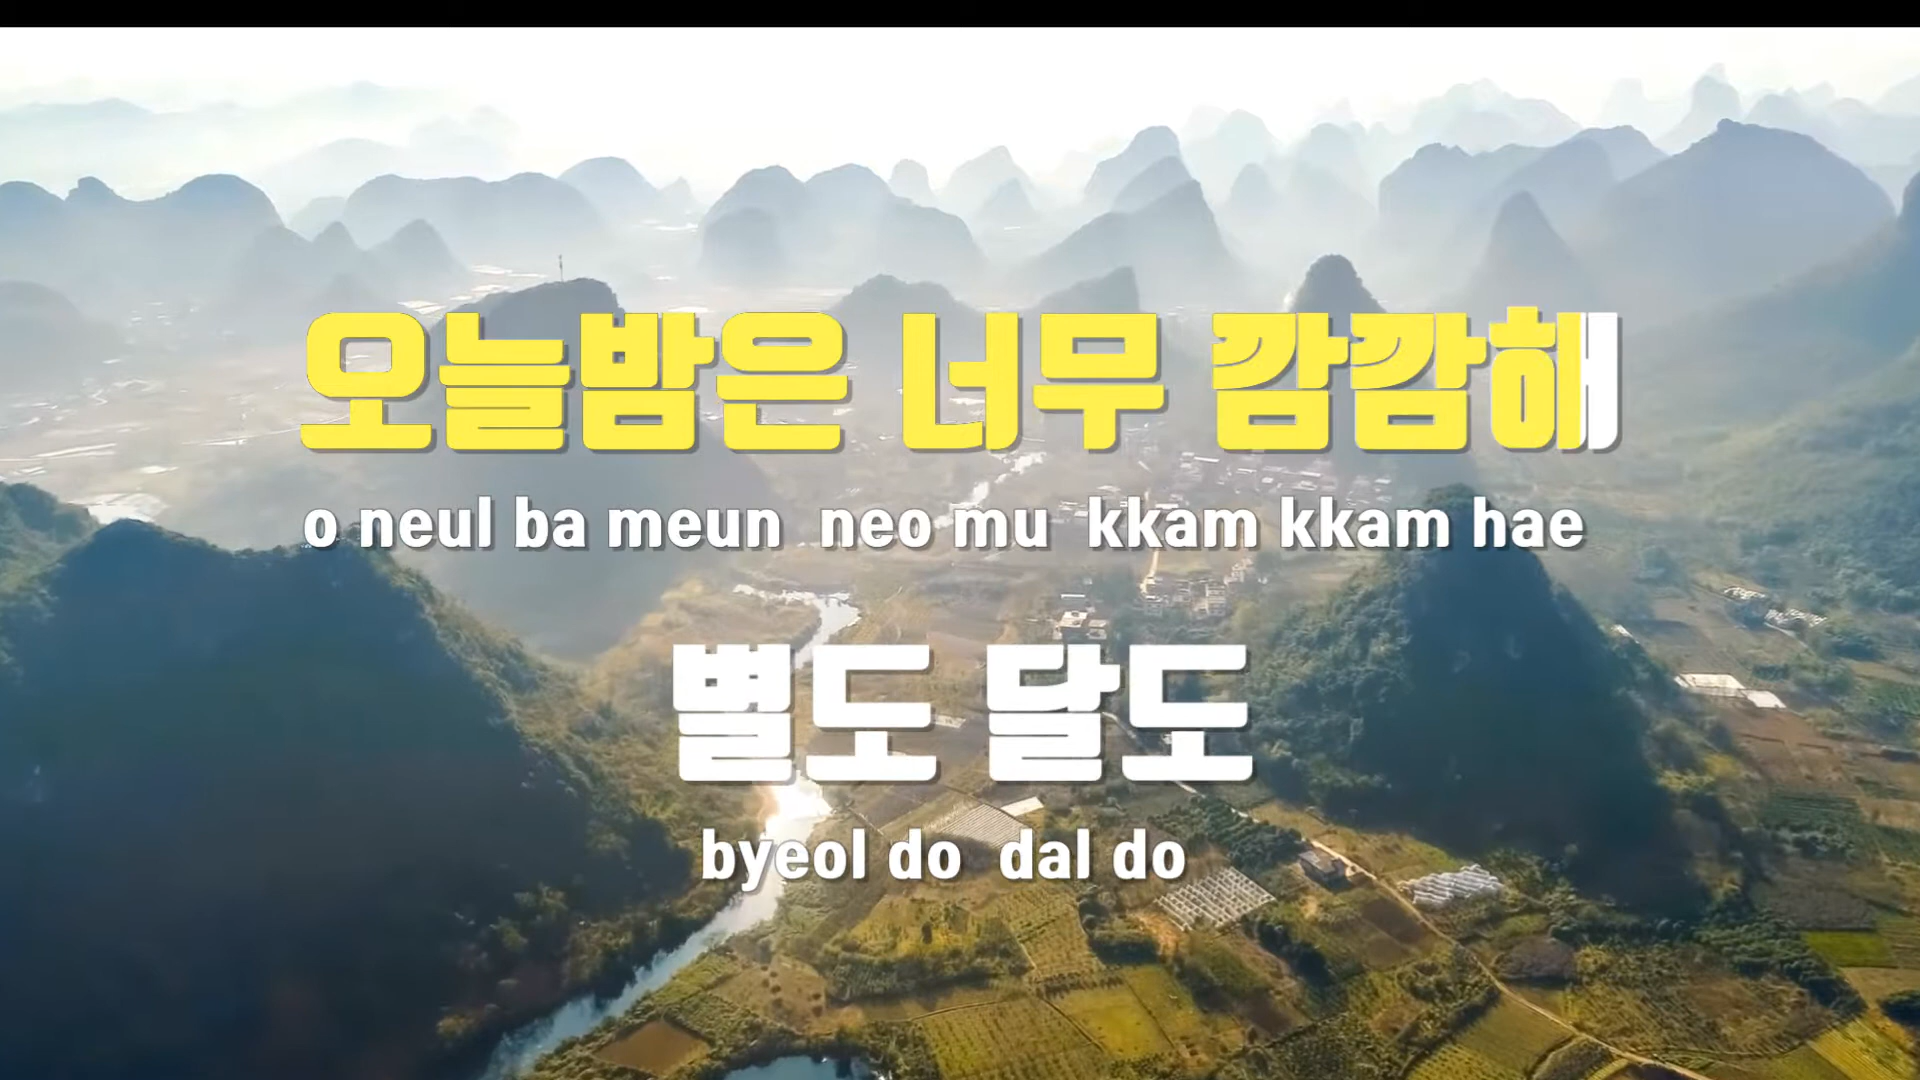 오늘밤은 너무 깜깜해
o neul ba meun neo mu kkam kkam hae
별도 달도
byeol do dal do